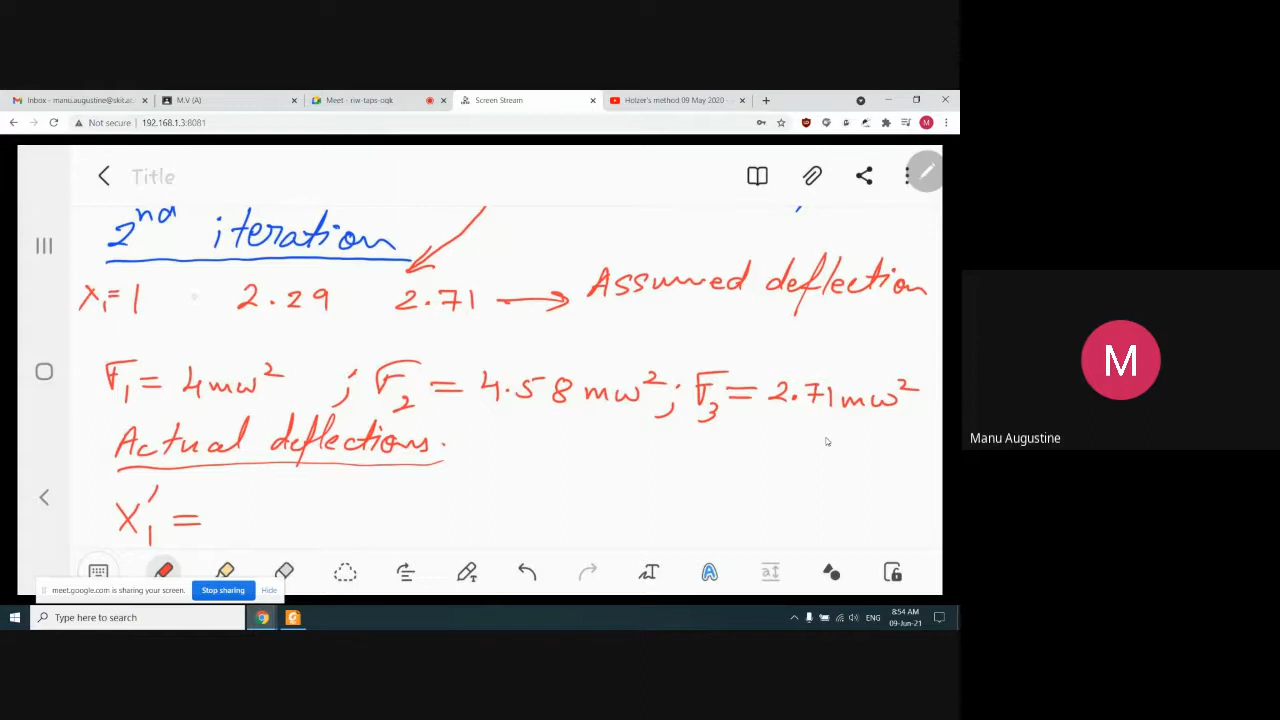 Inbox - manu.augustine@skit.ac
M.V (A)
Meet - riw-taps-oqk
Screen Stream
Holzer's method 09 May 2020 -
Not secure
192.168.1.3:8081
Title
2nd iteration
x1 = 1 2.29 2.71 → Assumed deflection
F1 = 4mω² ; F2 = 4.58 mω² ; F3 = 2.71mω²
Actual deflections.
x1' =
Manu Augustine
meet.google.com is sharing your screen.
Stop sharing
Hide
Type here to search
ENG
8:54 AM
09-Jun-21
M